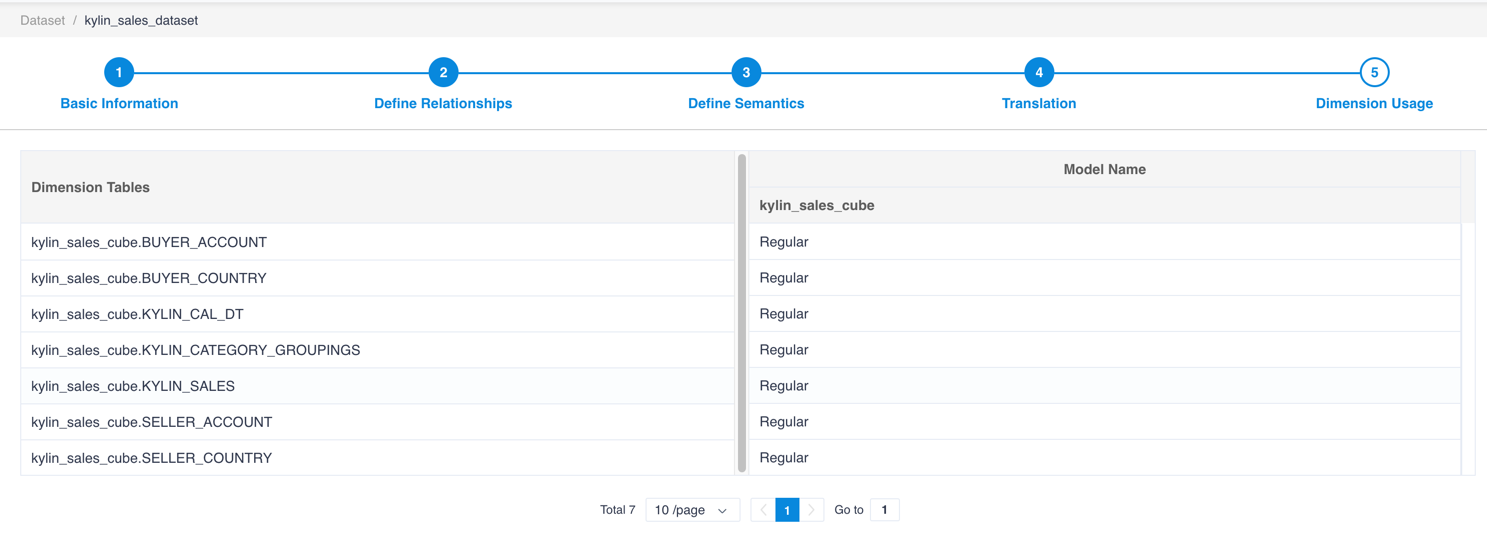 Dataset / kylin_sales_dataset
1 2 3 4 5
Basic Information Define Relationships Define Semantics Translation Dimension Usage
Dimension Tables Model Name
kylin_sales_cube
kylin_sales_cube.BUYER_ACCOUNT Regular
kylin_sales_cube.BUYER_COUNTRY Regular
kylin_sales_cube.KYLIN_CAL_DT Regular
kylin_sales_cube.KYLIN_CATEGORY_GROUPINGS Regular
kylin_sales_cube.KYLIN_SALES Regular
kylin_sales_cube.SELLER_ACCOUNT Regular
kylin_sales_cube.SELLER_COUNTRY Regular
Total 7 10 /page 1 Go to 1